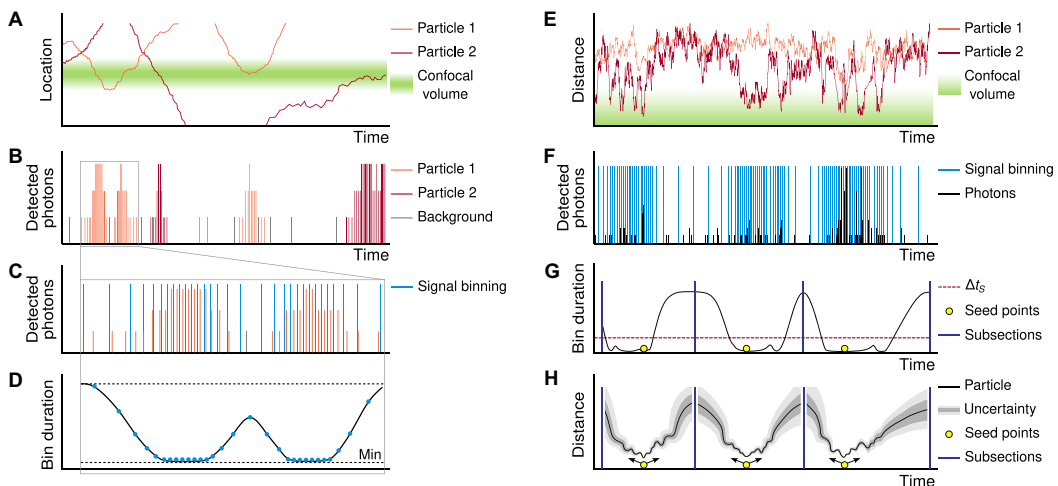 A
Location
Particle 1
Particle 2
Confocal
volume
Time
B
Detected
photons
Particle 1
Particle 2
Background
Time
C
Detected
photons
Signal binning
D
Bin duration
Min
Time
E
Distance
Particle 1
Particle 2
Confocal
volume
Time
F
Detected
photons
Signal binning
Photons
Time
G
Bin duration
Δts
Seed points
Subsections
Time
H
Distance
Particle
Uncertainty
Seed points
Subsections
Time